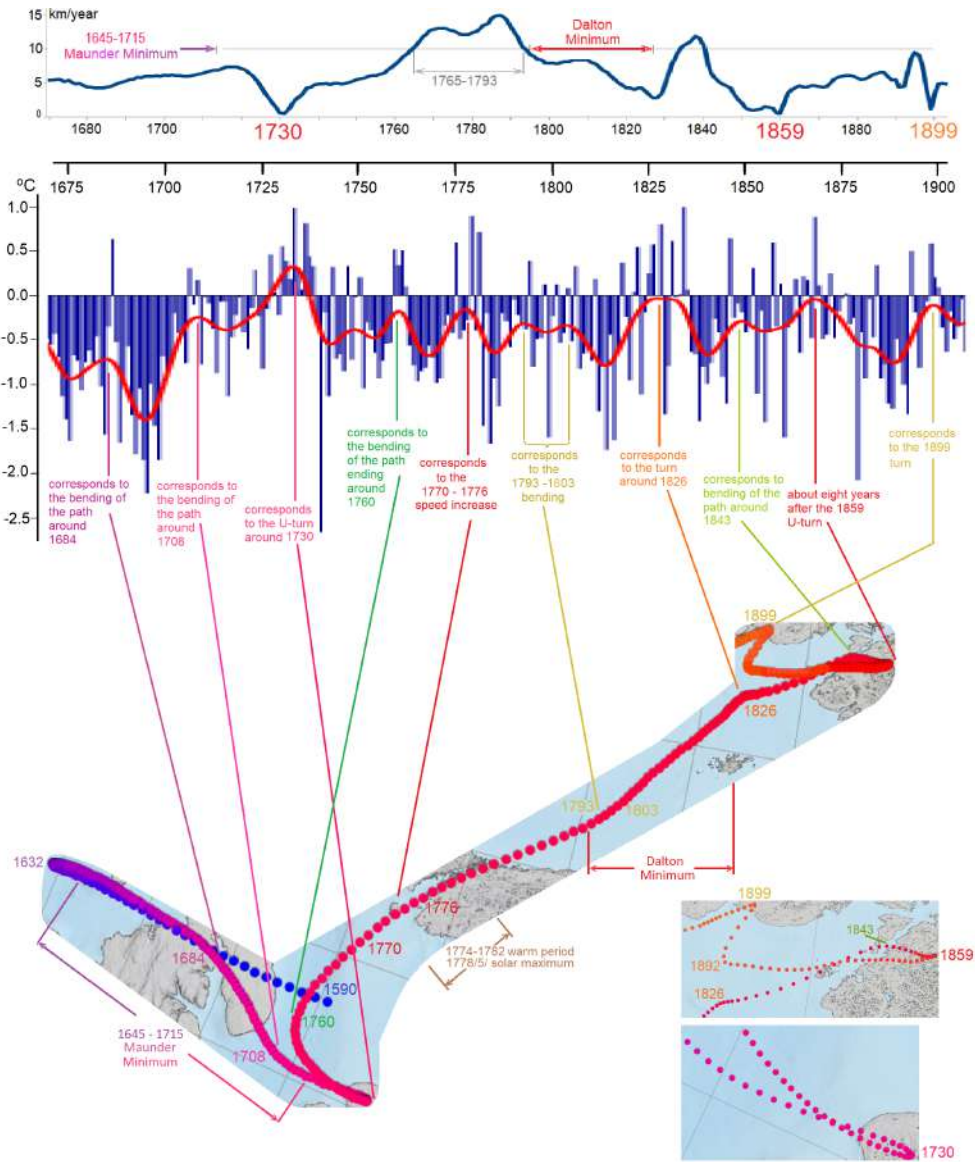 15 km/year
10
5
0
1645-1715
Maunder Minimum
1765-1793
Dalton
Minimum
1680 1700 1730 1760 1780 1800 1820 1840 1859 1880 1899
1675 1700 1725 1750 1775 1800 1825 1850 1875 1900
ºC
1.0
0.5
0.0
-0.5
-1.0
-1.5
-2.0
-2.5
corresponds to
the bending of
the path
around
1684
corresponds to
the bending of
the path
around
1708
corresponds
to the U-turn
around 1730
corresponds to
the bending
of the path
ending
around
1760
corresponds
to the
1770 - 1776
speed increase
corresponds
to the
1793 -1803
bending
corresponds
to the turn
around 1826
corresponds to
bending of the
path around
1843
about eight years
after the 1859
U-turn
corresponds
to the 1899
turn
1899
1826
1793
1803
Dalton
Minimum
1632
1776
1770
1774-1782 warm period
1778/5/ solar maximum
1684
1590
1760
1708
1645 - 1715
Maunder
Minimum
1899
1843
1859
1892
1826
1730